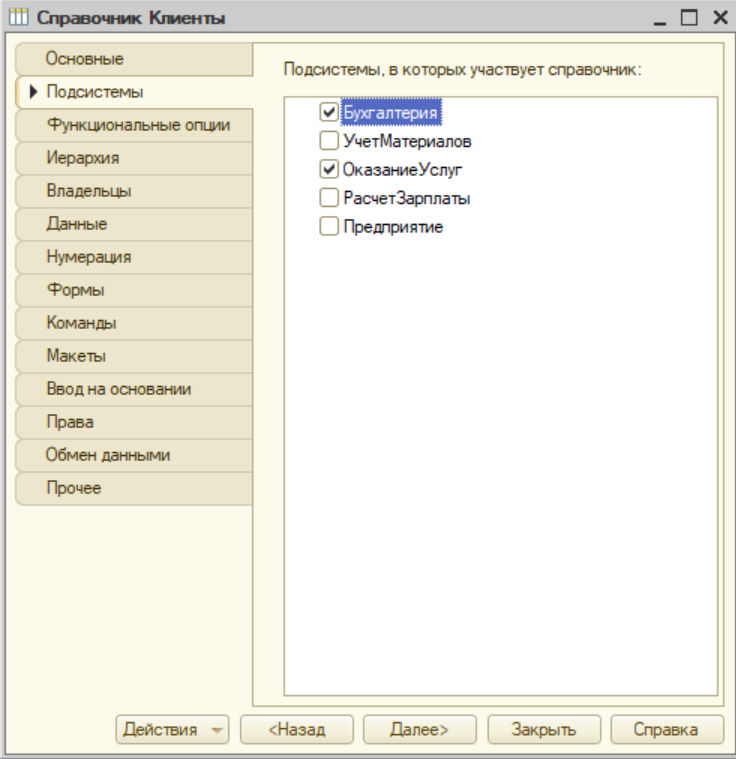 Справочник Клиенты
Основные
Подсистемы
Функциональные опции
Иерархия
Владельцы
Данные
Нумерация
Формы
Команды
Макеты
Ввод на основании
Права
Обмен данными
Прочее
Подсистемы, в которых участвует справочник:
Бухгалтерия
УчетМатериалов
ОказаниеУслуг
РасчетЗарплаты
Предприятие
Действия <Назад Далее> Закрыть Справка